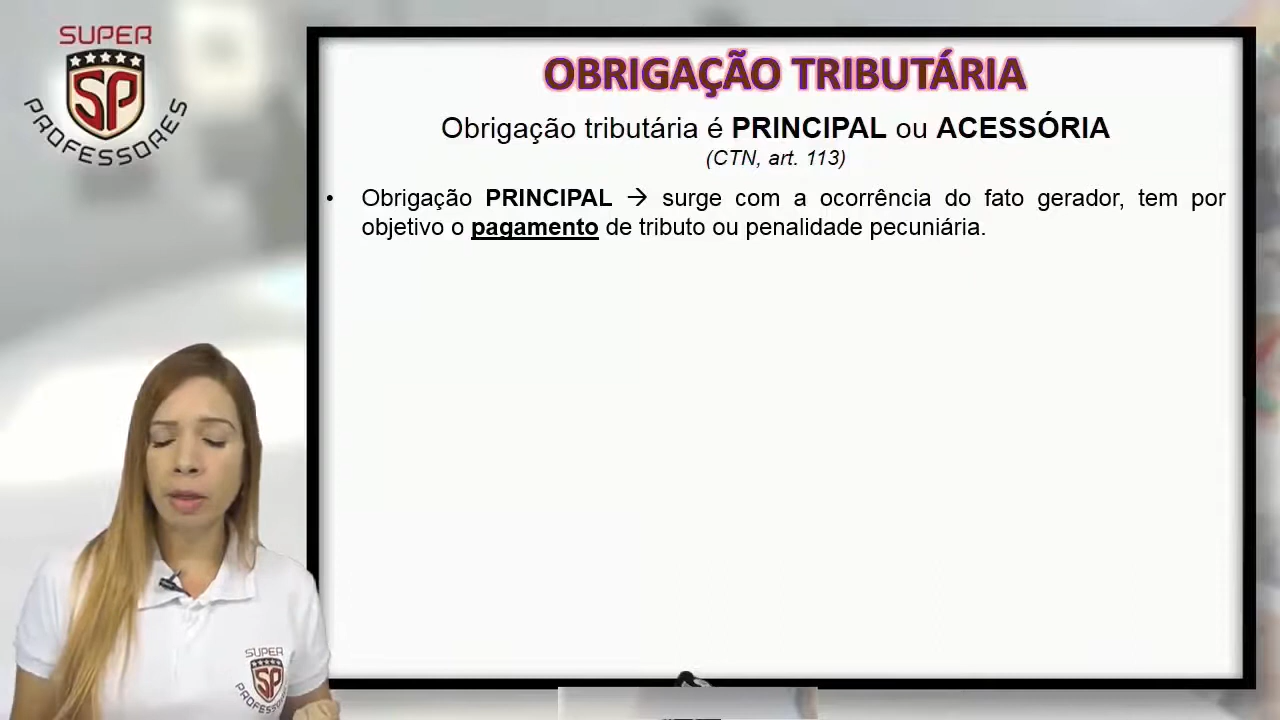 SUPER
SP
PROFESSORES
OBRIGAÇÃO TRIBUTÁRIA
Obrigação tributária é PRINCIPAL ou ACESSÓRIA
(CTN, art. 113)
• Obrigação PRINCIPAL → surge com a ocorrência do fato gerador, tem por
objetivo o pagamento de tributo ou penalidade pecuniária.
SUPER
SP
PROFESSORES